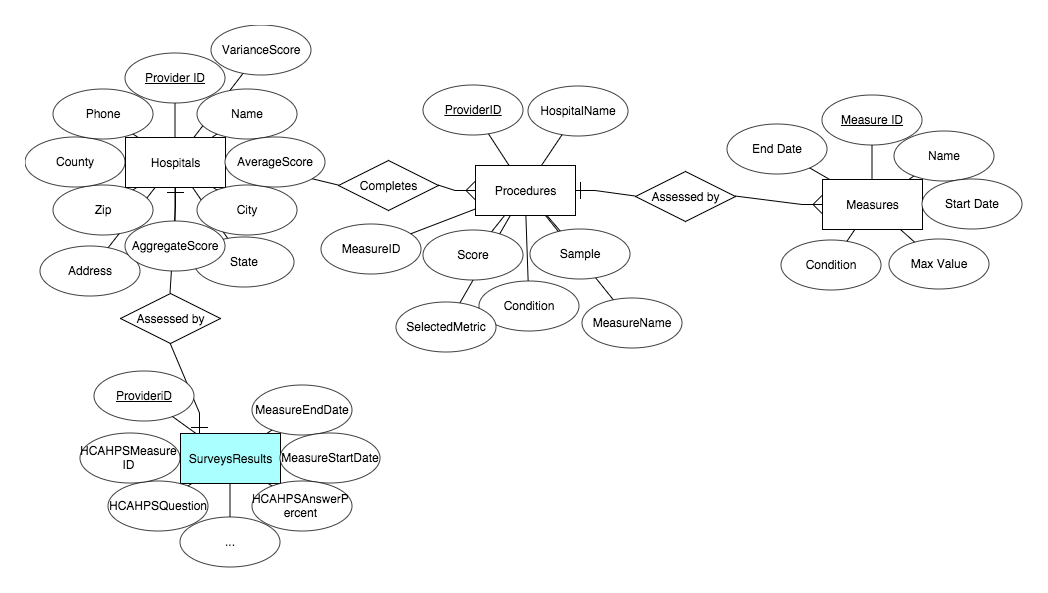 VarianceScore
Provider ID
Phone
Name
County
Hospitals
AverageScore
Zip
City
Address
AggregateScore
State
Assessed by
Completes
ProviderID
HospitalName
Procedures
MeasureID
Score
Sample
SelectedMetric
Condition
MeasureName
Assessed by
Measure ID
End Date
Name
Measures
Start Date
Condition
Max Value
ProviderID
MeasureEndDate
HCAHPSMeasure
ID
SurveysResults
MeasureStartDate
HCAHPSQuestion
HCAHPSAnswerP
ercent
...